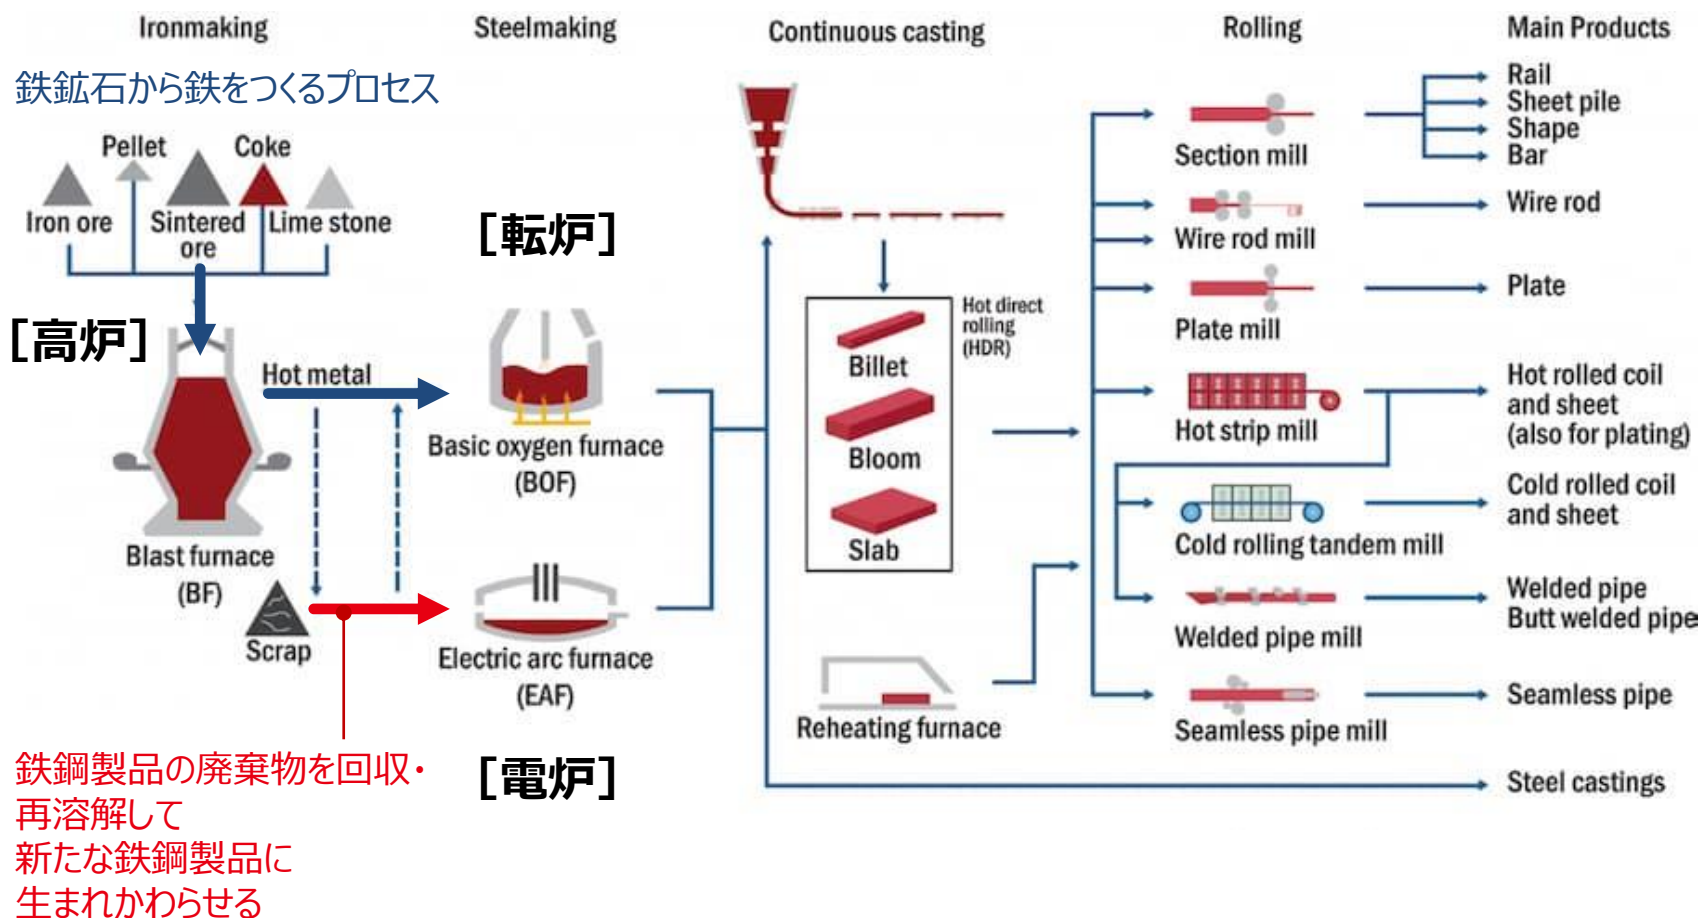 Ironmaking
Steelmaking
Continuous casting
Rolling
Main Products
鉄鉱石から鉄をつくるプロセス
Pellet
Coke
Iron ore
Sintered
ore
Lime stone
[高炉]
[転炉]
Hot metal
Blast furnace
(BF)
Scrap
Basic oxygen furnace
(BOF)
Electric arc furnace
(EAF)
[電炉]
鉄鋼製品の廃棄物を回収・
再溶解して
新たな鉄鋼製品に
生まれかわらせる
Hot direct
rolling
(HDR)
Billet
Bloom
Slab
Reheating furnace
Section mill
Wire rod mill
Plate mill
Hot strip mill
Cold rolling tandem mill
Welded pipe mill
Seamless pipe mill
Rail
Sheet pile
Shape
Bar
Wire rod
Plate
Hot rolled coil
and sheet
(also for plating)
Cold rolled coil
and sheet
Welded pipe
Butt welded pipe
Seamless pipe
Steel castings